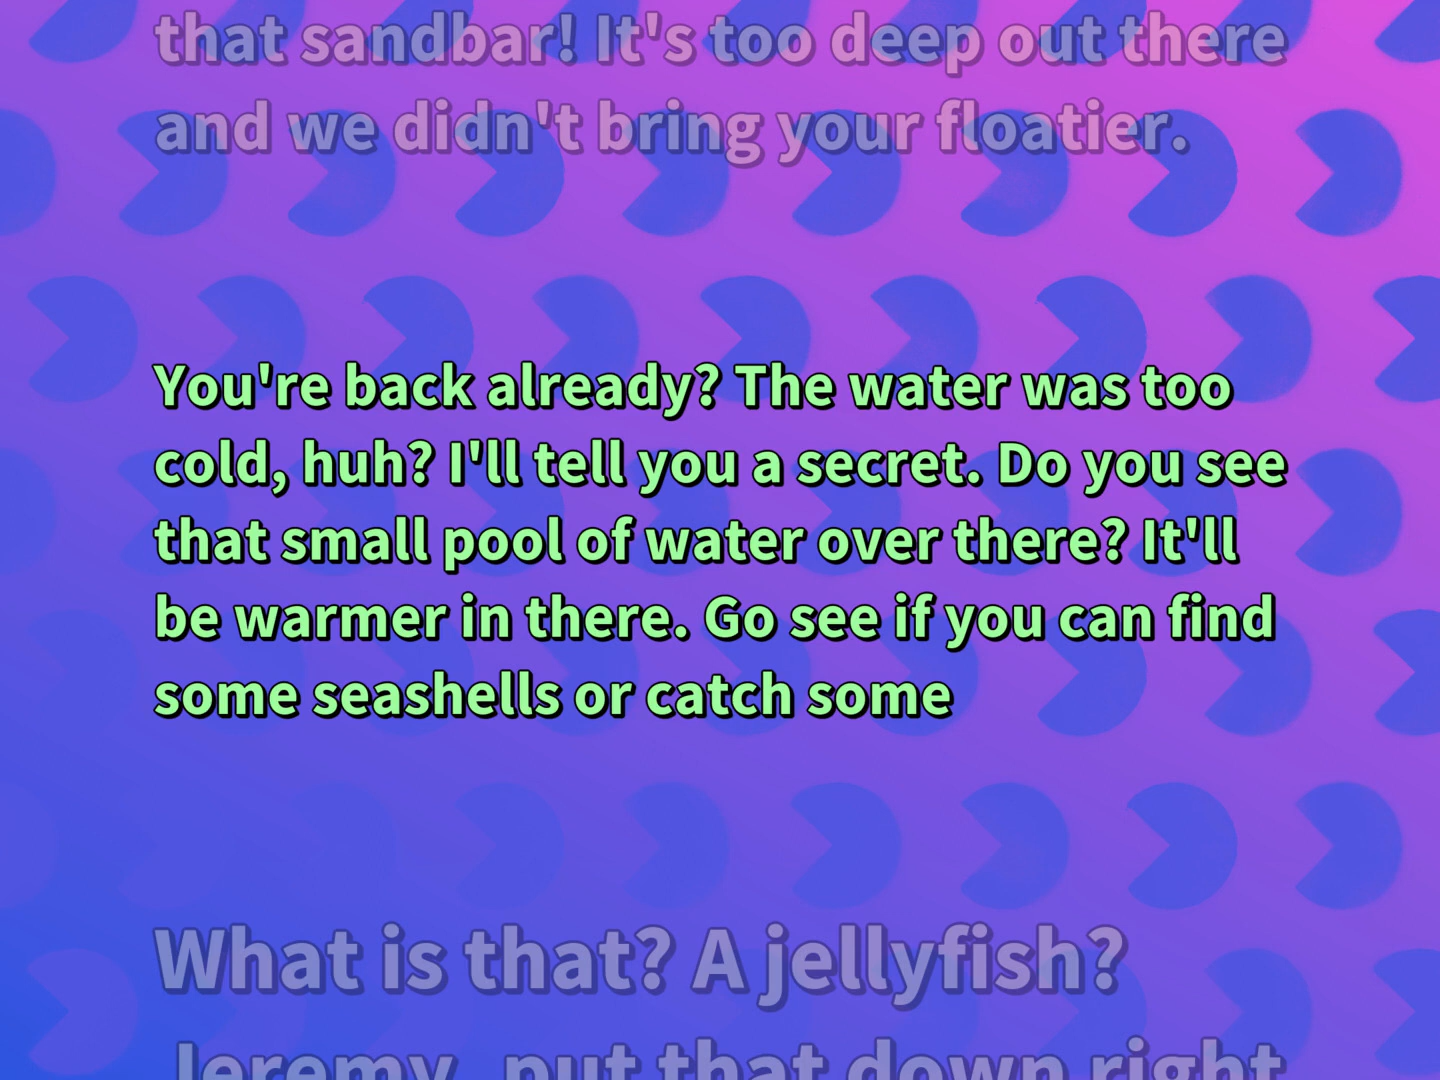 that sandbar! It's too deep out there
and we didn't bring your floatier.
You're back already? The water was too
cold, huh? I'll tell you a secret. Do you see
that small pool of water over there? It'll
be warmer in there. Go see if you can find
some seashells or catch some
What is that? A jellyfish?
Jeremy, put that down right